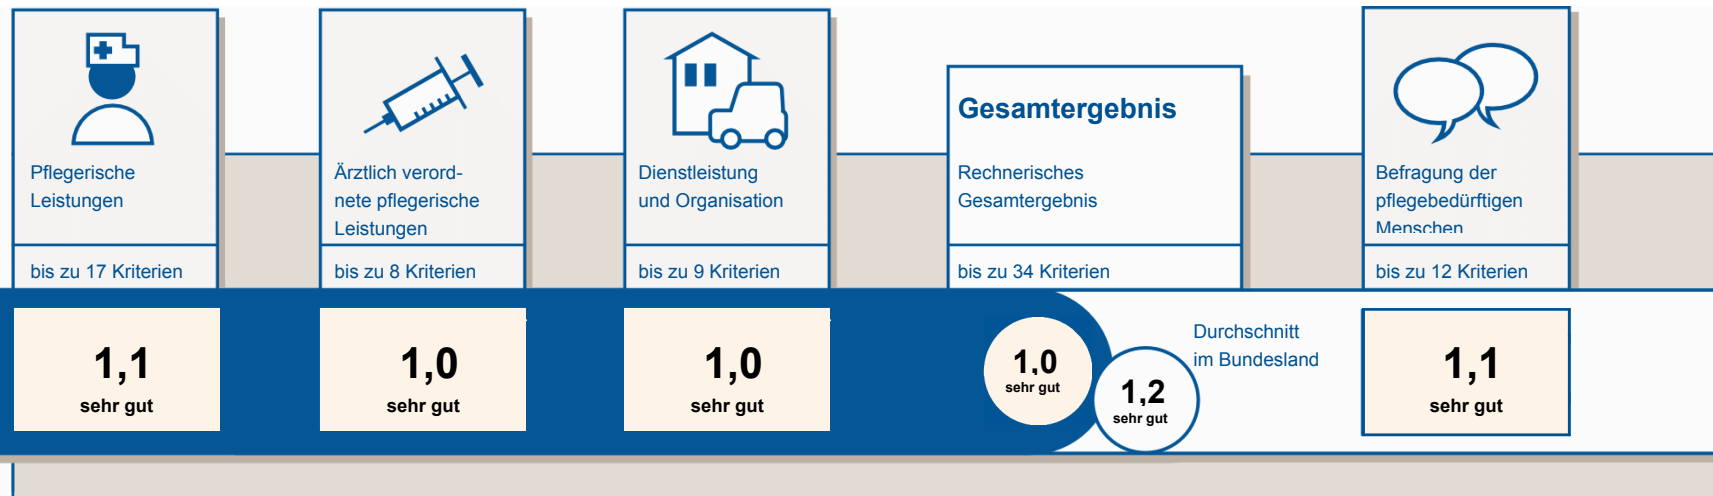 Pflegerische
Leistungen
bis zu 17 Kriterien
1,1
sehr gut
Ärztlich verord-
nete pflegerische
Leistungen
bis zu 8 Kriterien
1,0
sehr gut
Dienstleistung
und Organisation
bis zu 9 Kriterien
1,0
sehr gut
Gesamtergebnis
Rechnerisches
Gesamtergebnis
bis zu 34 Kriterien
1,0
sehr gut
1,2
sehr gut
Durchschnitt
im Bundesland
Befragung der
pflegebedürftigen
Menschen
bis zu 12 Kriterien
1,1
sehr gut